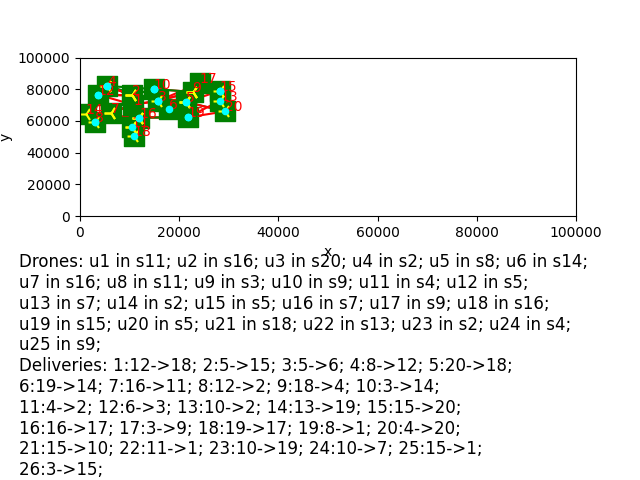 100000
80000
60000
40000
20000
0
y
0 20000 40000 60000 80000 100000
x
Drones: u1 in s11; u2 in s16; u3 in s20; u4 in s2; u5 in s8; u6 in s14;
u7 in s16; u8 in s11; u9 in s3; u10 in s9; u11 in s4; u12 in s5;
u13 in s7; u14 in s2; u15 in s5; u16 in s7; u17 in s9; u18 in s16;
u19 in s15; u20 in s5; u21 in s18; u22 in s13; u23 in s2; u24 in s4;
u25 in s9;
Deliveries: 1:12->18; 2:5->15; 3:5->6; 4:8->12; 5:20->18;
6:19->14; 7:16->11; 8:12->2; 9:18->4; 10:3->14;
11:4->2; 12:6->3; 13:10->2; 14:13->19; 15:15->20;
16:16->17; 17:3->9; 18:19->17; 19:8->1; 20:4->20;
21:15->10; 22:11->1; 23:10->19; 24:10->7; 25:15->1;
26:3->15;